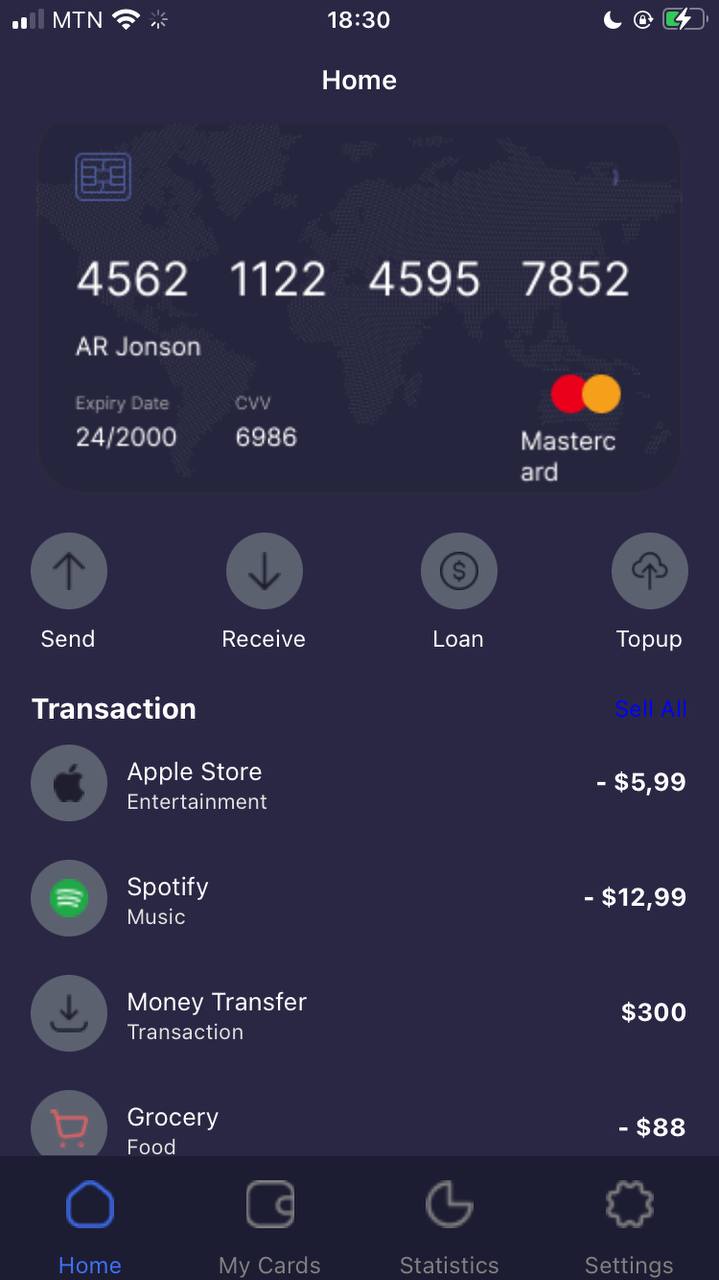 MTN 18:30
Home
4562 1122 4595 7852
AR Jonson
Expiry Date CVV
24/2000 6986
Masterc
ard
Send Receive Loan Topup
Transaction Sell All
Apple Store - $5,99
Entertainment
Spotify - $12,99
Music
Money Transfer $300
Transaction
Grocery - $88
Food
Home My Cards Statistics Settings